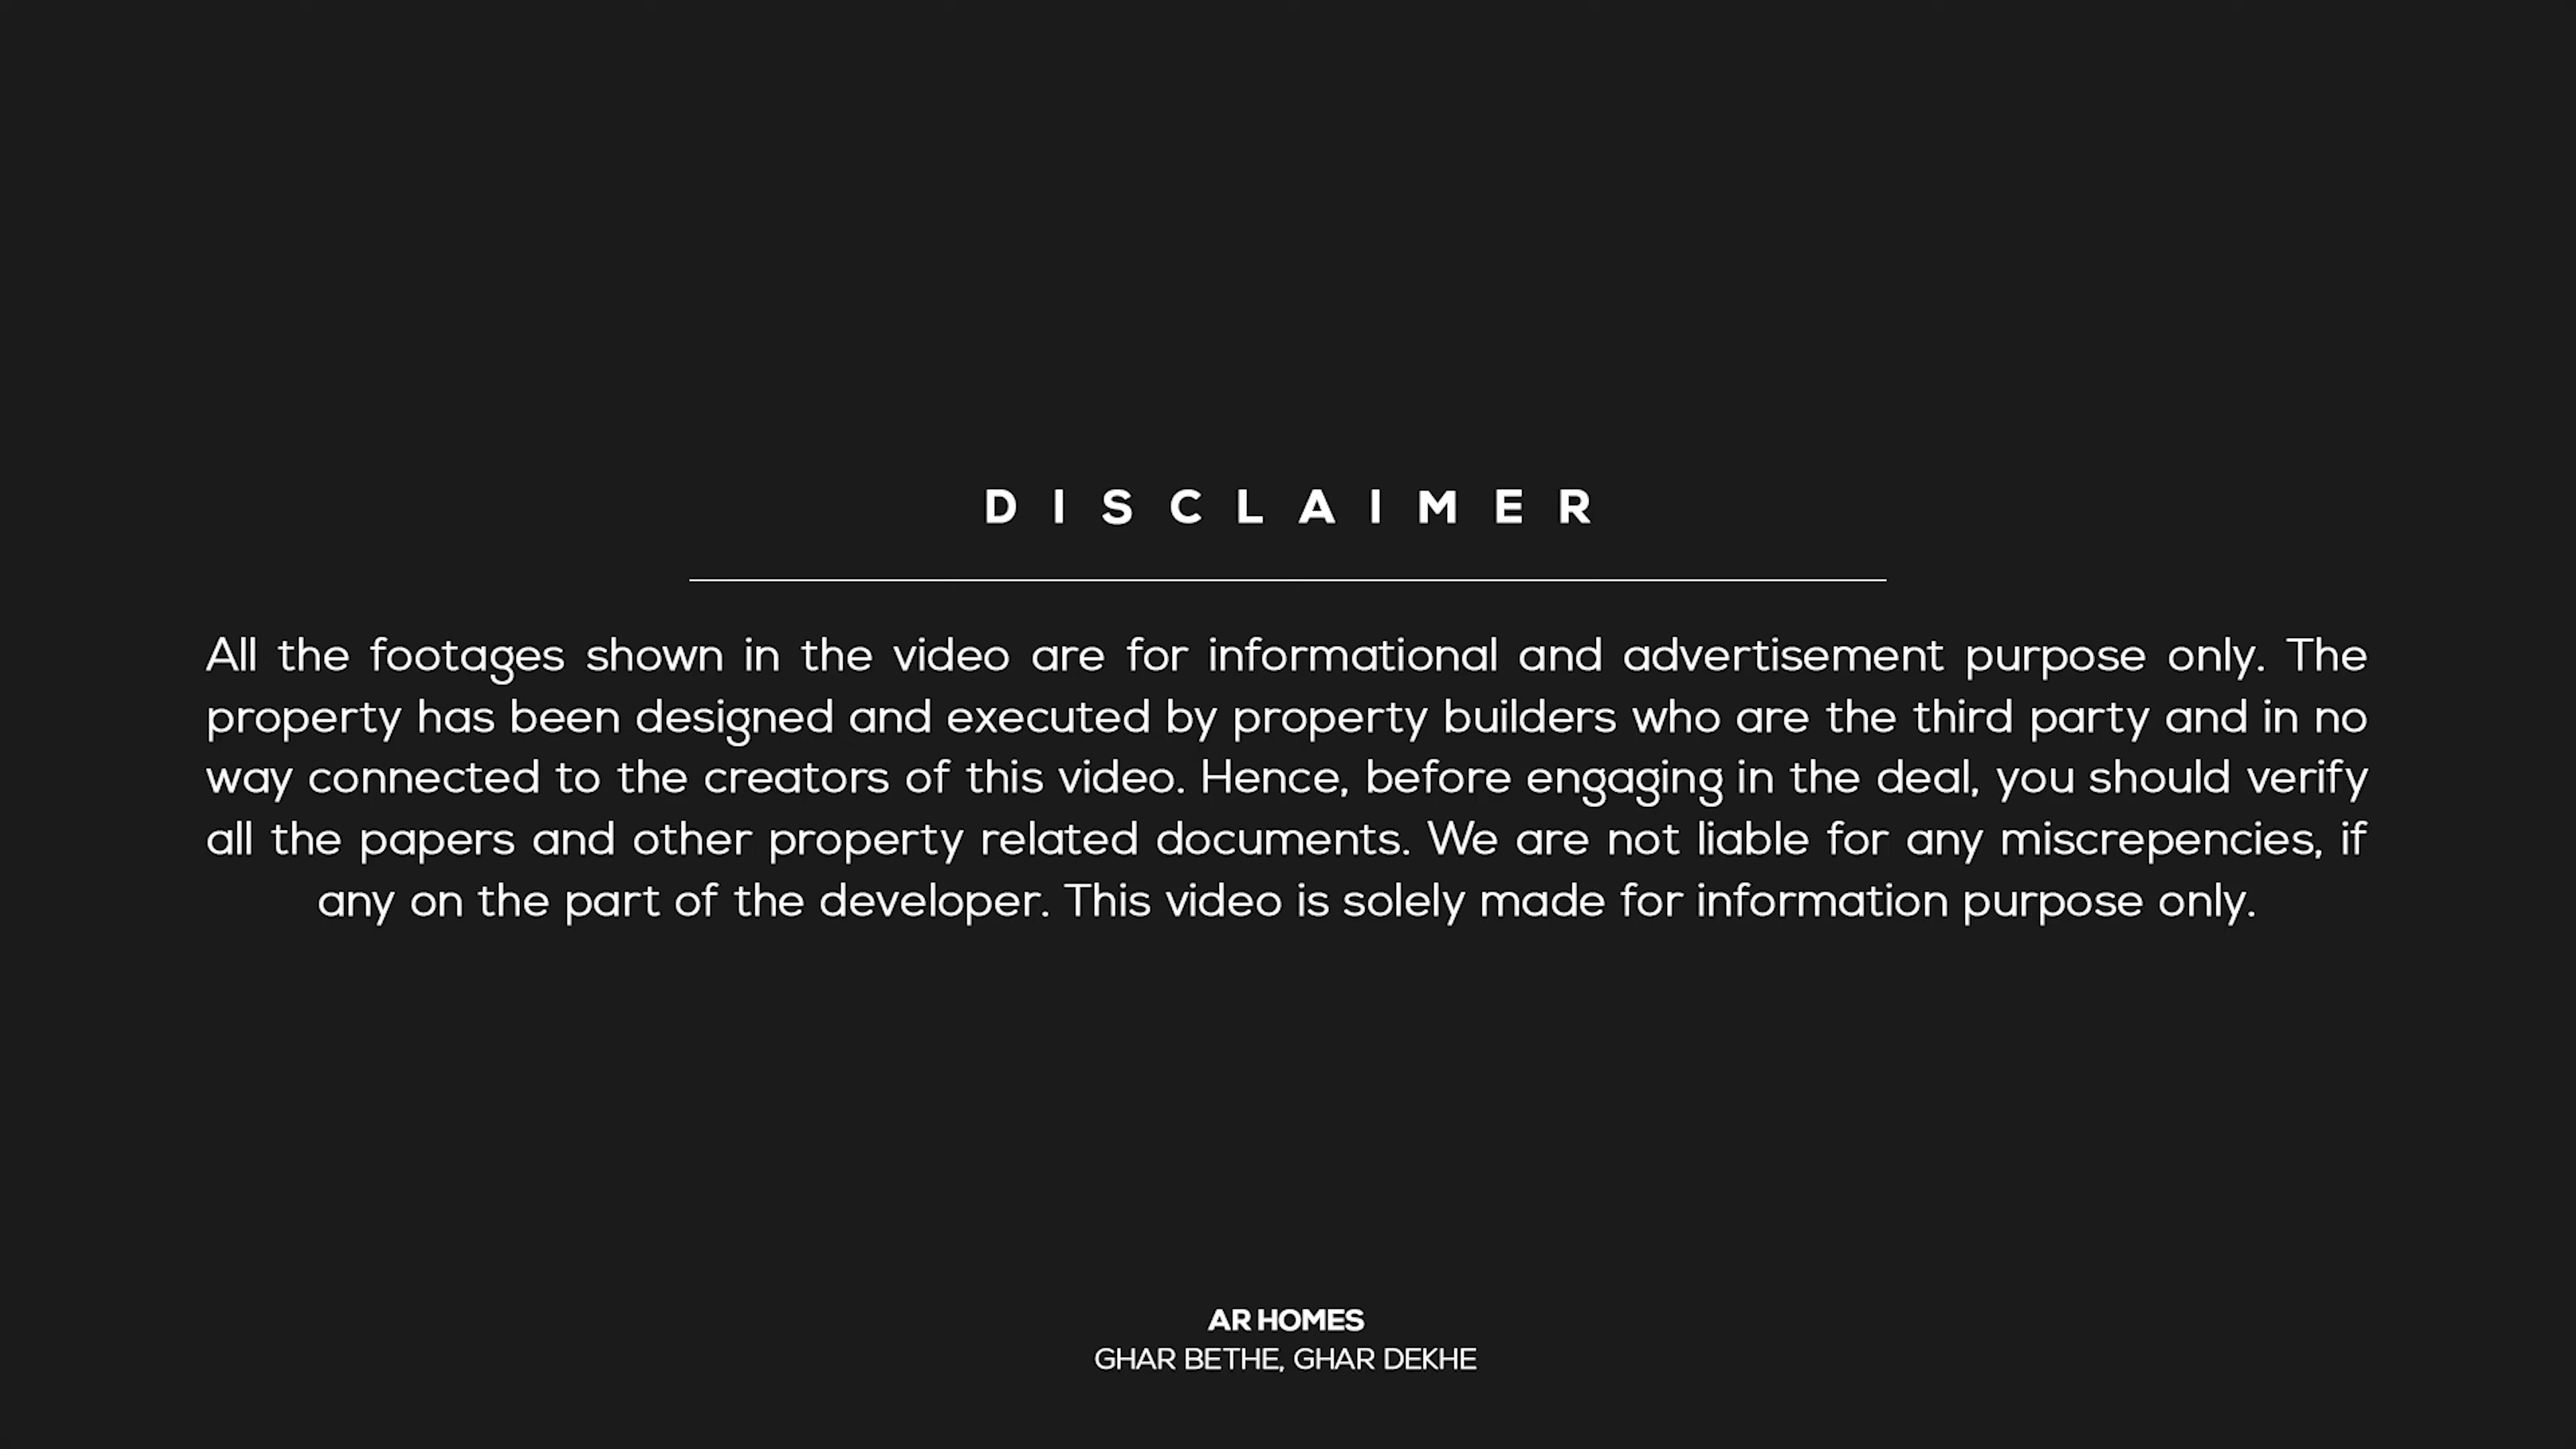 DISCLAIMER
All the footages shown in the video are for informational and advertisement purpose only. The
property has been designed and executed by property builders who are the third party and in no
way connected to the creators of this video. Hence, before engaging in the deal, you should verify
all the papers and other property related documents. We are not liable for any miscrepencies, if
any on the part of the developer. This video is solely made for information purpose only.
AR HOMES
GHAR BETHE, GHAR DEKHE